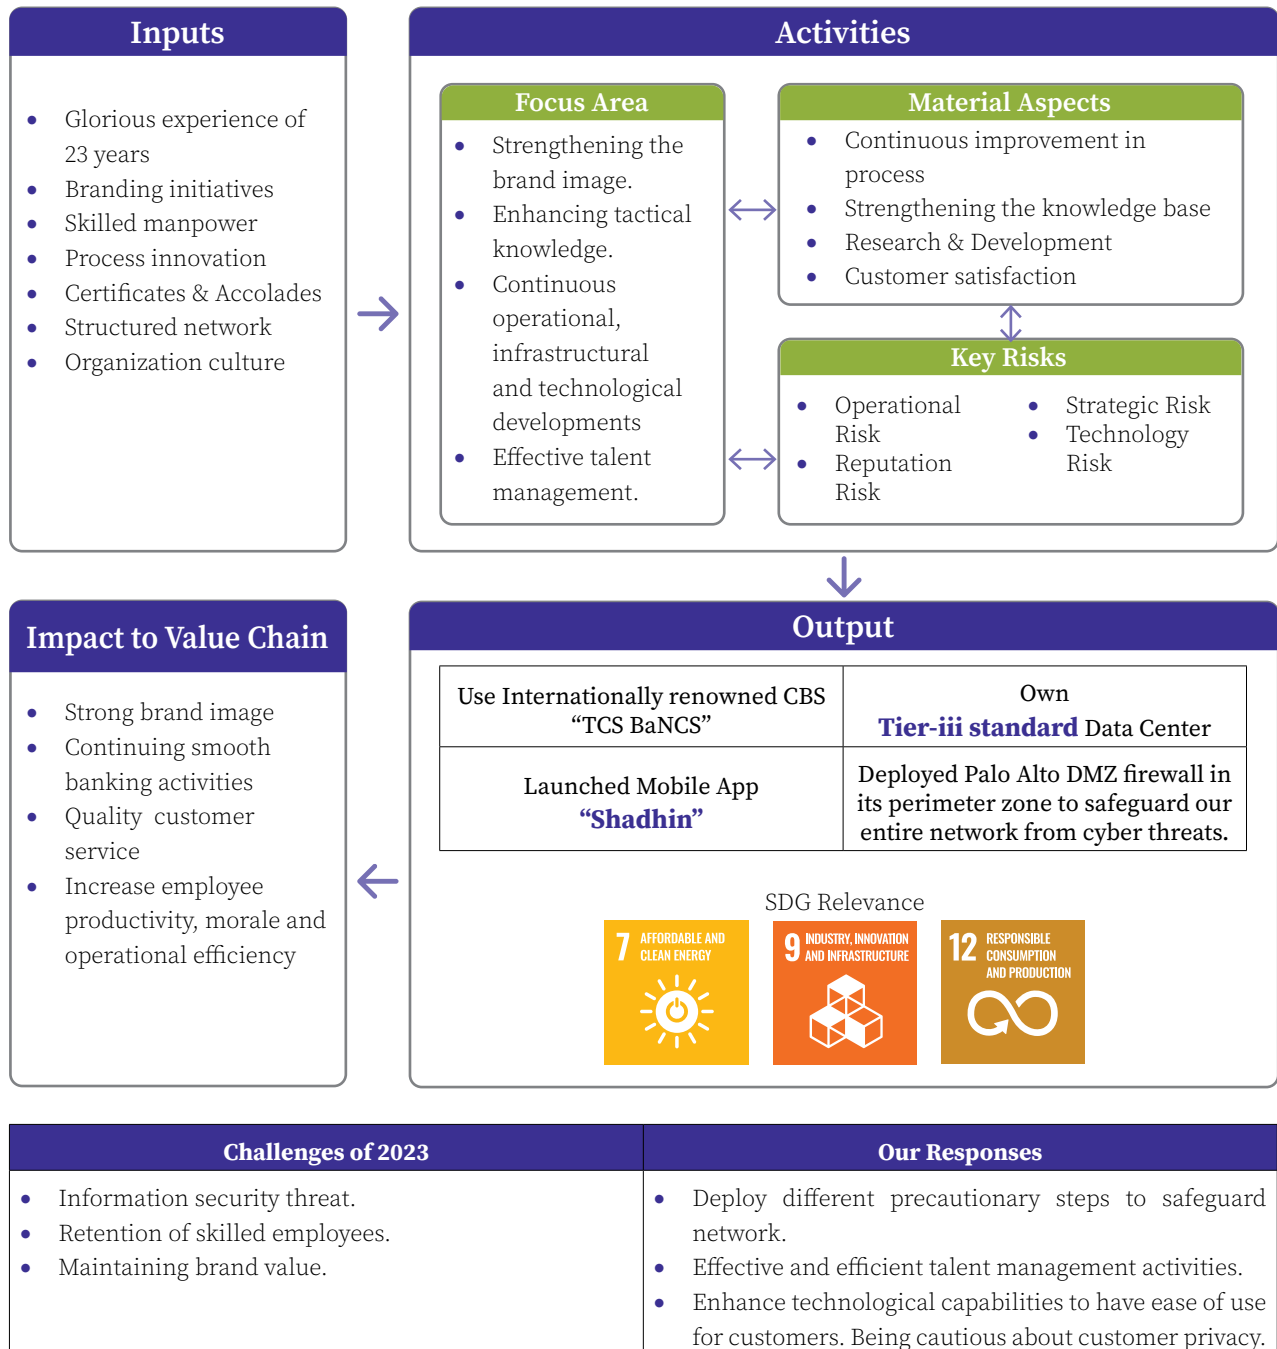 Inputs
• Glorious experience of
23 years
• Branding initiatives
• Skilled manpower
• Process innovation
• Certificates & Accolades
• Structured network
• Organization culture
Activities
Focus Area
• Strengthening the
brand image.
• Enhancing tactical
knowledge.
• Continuous
operational,
infrastructural
and technological
developments
• Effective talent
management.
Material Aspects
• Continuous improvement in
process
• Strengthening the knowledge base
• Research & Development
• Customer satisfaction
Key Risks
• Operational
Risk
• Reputation
Risk
• Strategic Risk
• Technology
Risk
Output
Use Internationally renowned CBS
“TCS BaNCS”
Own
Tier-iii standard Data Center
Launched Mobile App
“Shadhin”
Deployed Palo Alto DMZ firewall in
its perimeter zone to safeguard our
entire network from cyber threats.
SDG Relevance
7 AFFORDABLE AND
CLEAN ENERGY
9 INDUSTRY, INNOVATION
AND INFRASTRUCTURE
12 RESPONSIBLE
CONSUMPTION
AND PRODUCTION
Impact to Value Chain
• Strong brand image
• Continuing smooth
banking activities
• Quality customer
service
• Increase employee
productivity, morale and
operational efficiency
Challenges of 2023
• Information security threat.
• Retention of skilled employees.
• Maintaining brand value.
Our Responses
• Deploy different precautionary steps to safeguard
network.
• Effective and efficient talent management activities.
• Enhance technological capabilities to have ease of use
for customers. Being cautious about customer privacy.